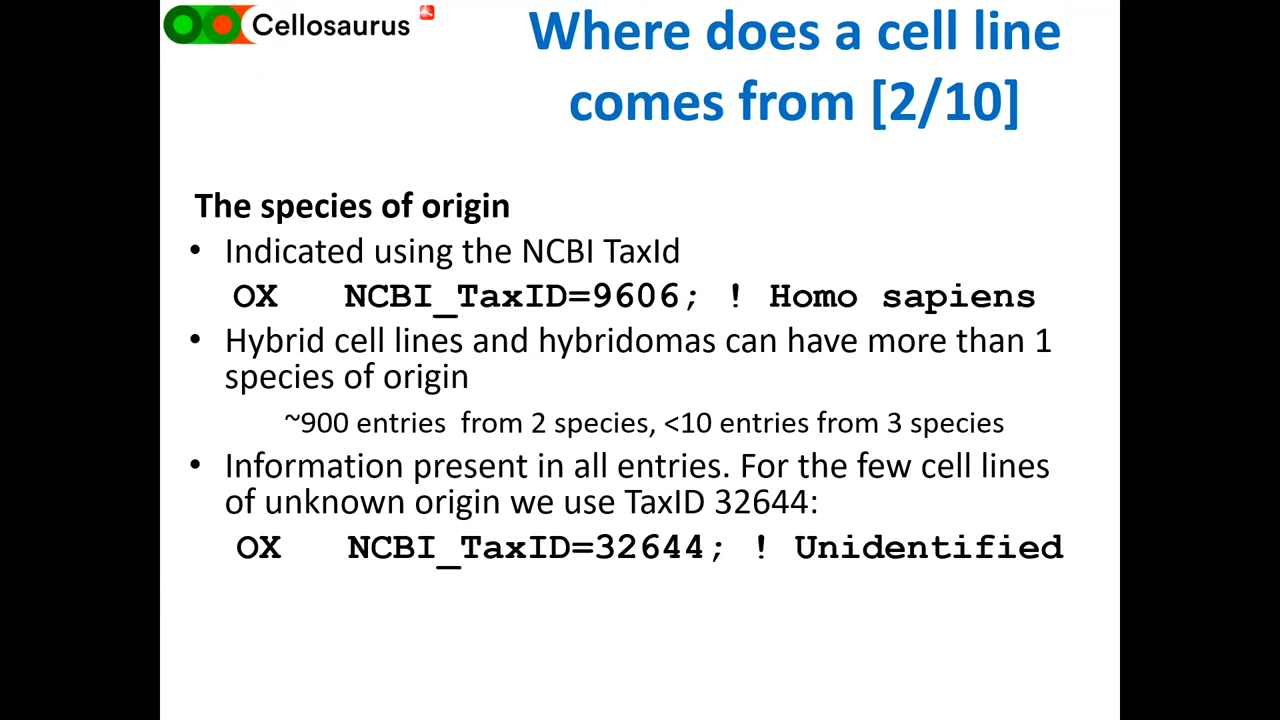 Cellosaurus
Where does a cell line
comes from [2/10]
The species of origin
• Indicated using the NCBI TaxId
OX   NCBI_TaxID=9606; ! Homo sapiens
• Hybrid cell lines and hybridomas can have more than 1
species of origin
~900 entries  from 2 species, <10 entries from 3 species
• Information present in all entries. For the few cell lines
of unknown origin we use TaxID 32644:
OX   NCBI_TaxID=32644; ! Unidentified